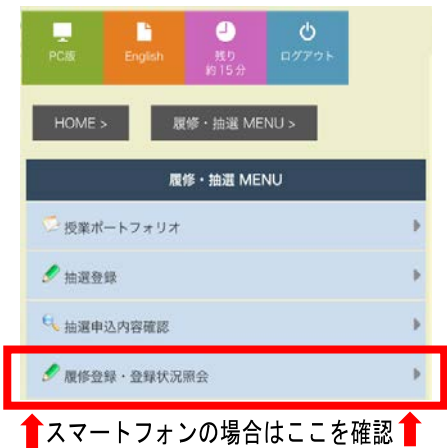 PC版
English
残り
約15分
ログアウト
HOME >
履修・抽選 MENU >
履修・抽選 MENU
授業ポートフォリオ
抽選登録
抽選申込内容確認
履修登録・登録状況照会
スマートフォンの場合はここを確認